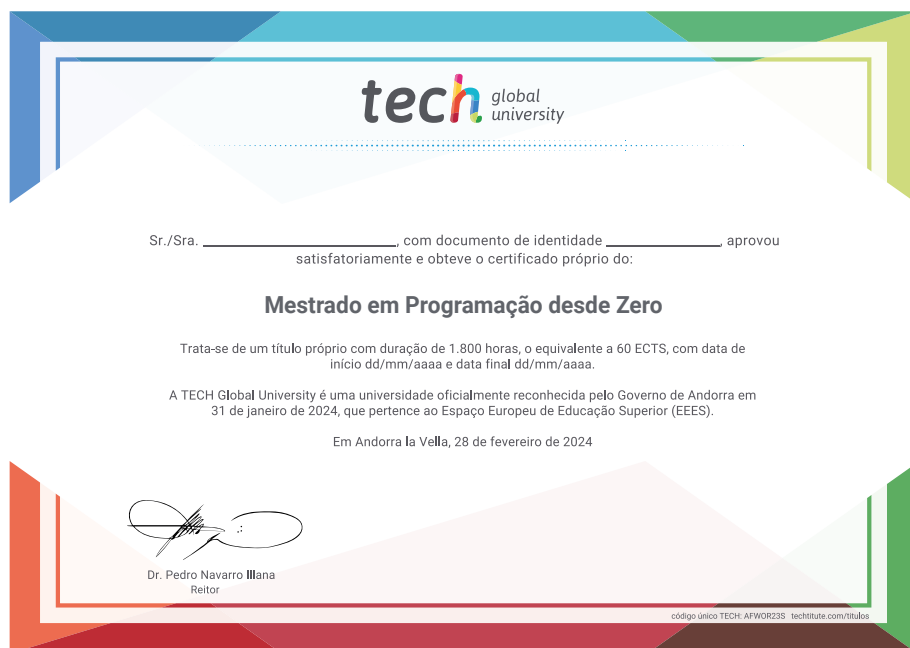 tech global
university
Sr./Sra. ____________________, com documento de identidade ____________, aprovou
satisfatoriamente e obteve o certificado próprio do:
Mestrado em Programação desde Zero
Trata-se de um título próprio com duração de 1.800 horas, o equivalente a 60 ECTS, com data de
início dd/mm/aaaa e data final dd/mm/aaaa.
A TECH Global University é uma universidade oficialmente reconhecida pelo Governo de Andorra em
31 de janeiro de 2024, que pertence ao Espaço Europeu de Educação Superior (EEES).
Em Andorra la Vella, 28 de fevereiro de 2024
Dr. Pedro Navarro Illana
Reitor
código único TECH: AFWOR23S techtitute.com/titulos